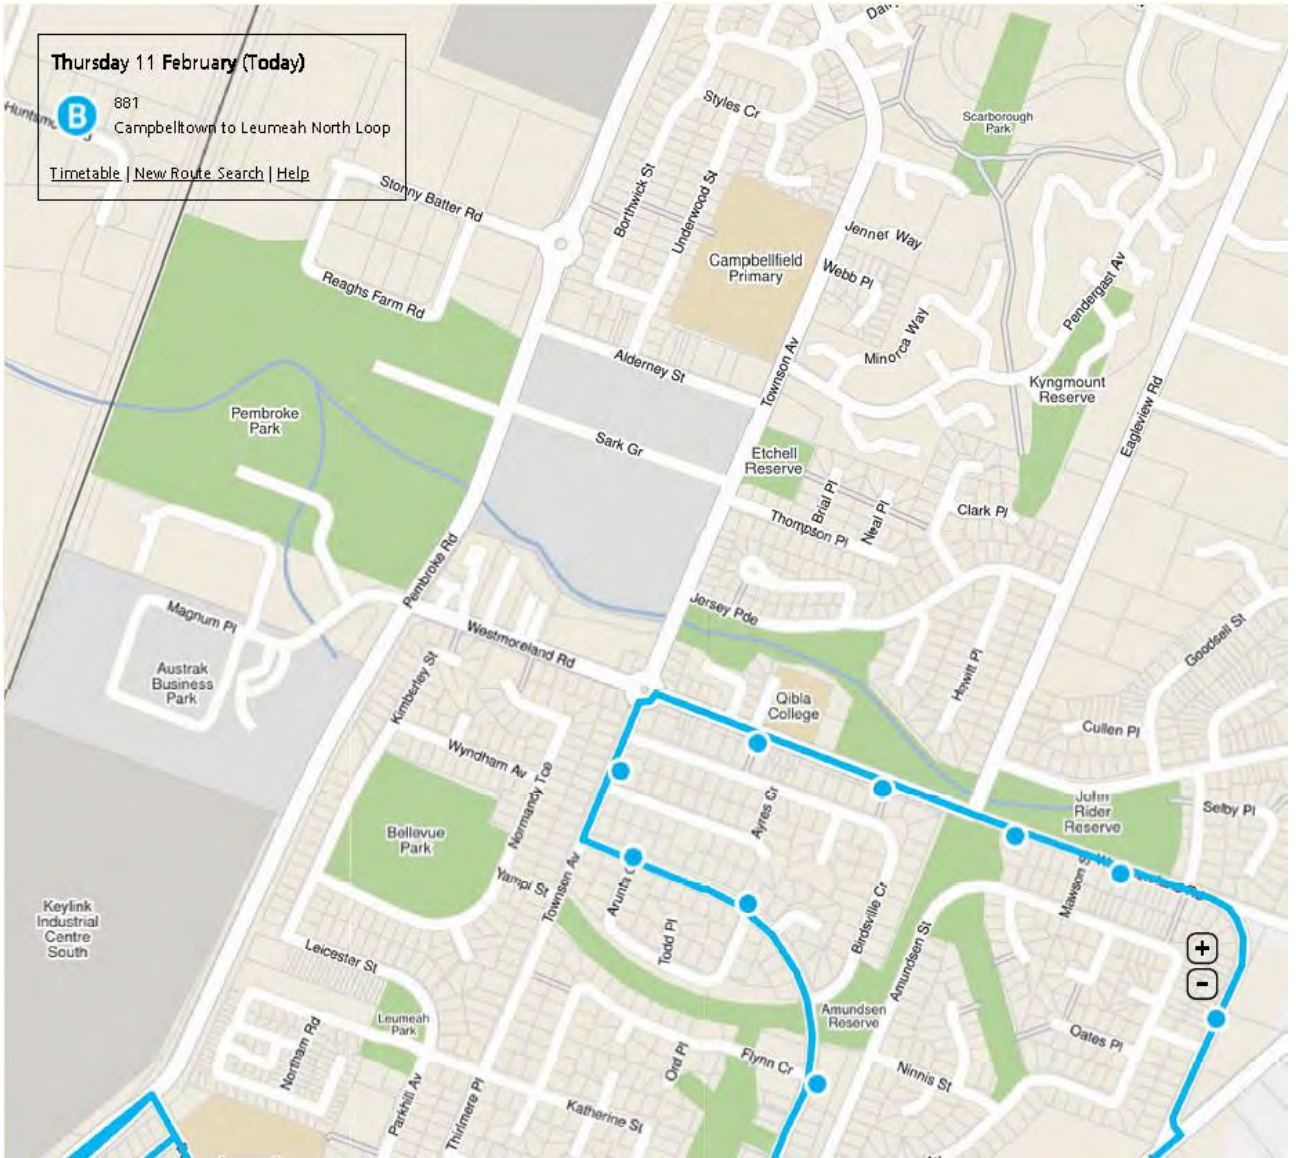 Thursday 11 February (Today)
B
881
Campbelltown to Leumeah North Loop
Timetable | New Route Search | Help
Styles Cr
Scarborough
Park
Stonny Batter Rd
Borthwick St
Underwood St
Jenner Way
Campbellfield
Primary
Webb Pl
Reaghs Farm Rd
Pendergast Av
Minorca Way
Alderney St
Townson Av
Kyngmount
Reserve
Eagleview Rd
Pembroke
Park
Sark Gr
Etchell
Reserve
Brial Pl
Neal Pl
Clark Pl
Thompson Pl
Pembroke Rd
Jersey Pde
Magnum Pl
Westmoreland Rd
Goodsell St
Austrak
Business
Park
Kimberley St
Hewitt Pl
Qibla
College
Cullen Pl
Wyndham Av
Normandy Tce
Ayres Cr
John
Rider
Reserve
Selby Pl
Bellevue
Park
Yampi St
Townson Av
Arunta
Mawson
Keylink
Industrial
Centre
South
Todd Pl
Birdsville Cr
Amundsen St
Leicester St
+
-
Leumeah
Park
Amundsen
Reserve
Northam Rd
Ord Pl
Flynn Cr
Oates Pl
Ninnis St
Parkhill Av
Thirlmere Pl
Katherine St